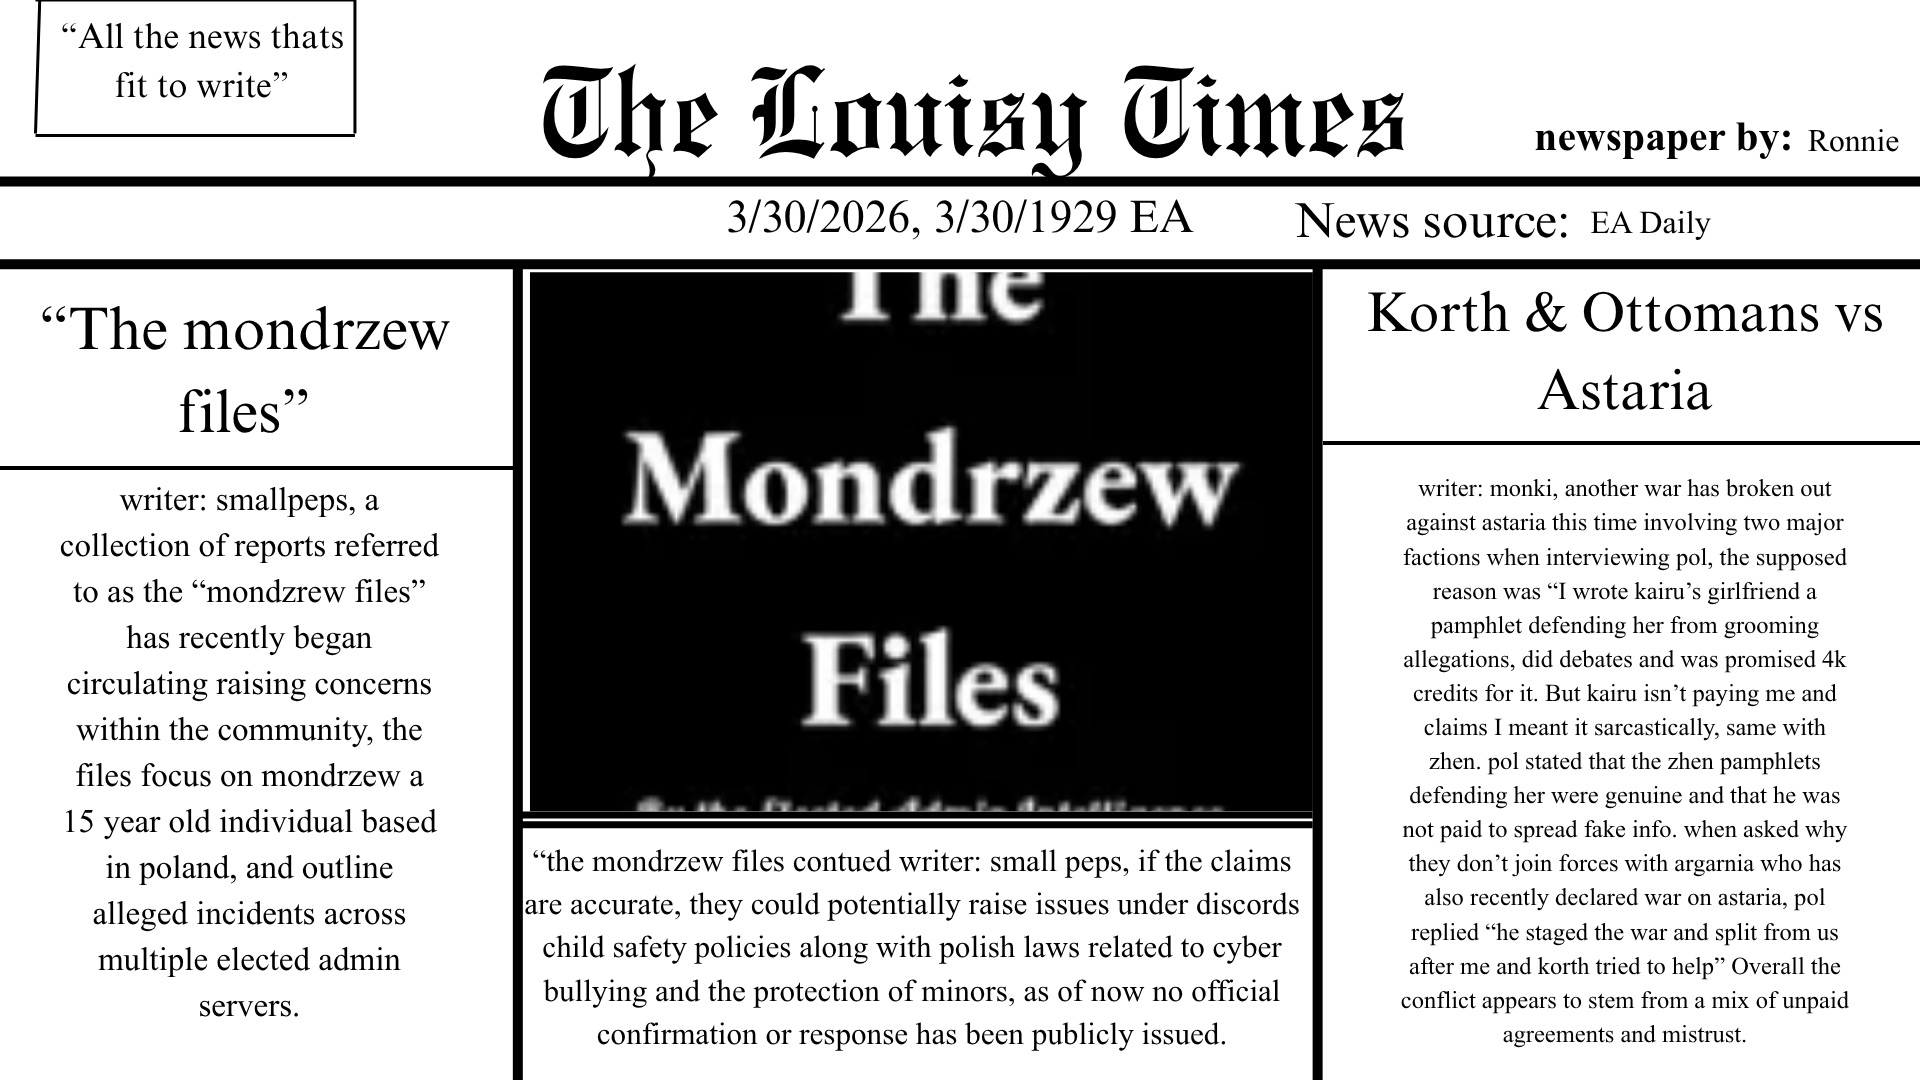 “All the news thats
fit to write”
The Louisy Times
newspaper by: Ronnie
3/30/2026, 3/30/1929 EA
News source: EA Daily
“The mondrzew
files”
writer: smallpeps, a
collection of reports referred
to as the “mondzrew files”
has recently began
circulating raising concerns
within the community, the
files focus on mondrzew a
15 year old individual based
in poland, and outline
alleged incidents across
multiple elected admin
servers.
The
Mondrzew
Files
“the mondrzew files contued writer: small peps, if the claims
are accurate, they could potentially raise issues under discords
child safety policies along with polish laws related to cyber
bullying and the protection of minors, as of now no official
confirmation or response has been publicly issued.
Korth & Ottomans vs
Astaria
writer: monki, another war has broken out
against astaria this time involving two major
factions when interviewing pol, the supposed
reason was “I wrote kairu’s girlfriend a
pamphlet defending her from grooming
allegations, did debates and was promised 4k
credits for it. But kairu isn’t paying me and
claims I meant it sarcastically, same with
zhen. pol stated that the zhen pamphlets
defending her were genuine and that he was
not paid to spread fake info. when asked why
they don’t join forces with argarnia who has
also recently declared war on astaria, pol
replied “he staged the war and split from us
after me and korth tried to help” Overall the
conflict appears to stem from a mix of unpaid
agreements and mistrust.